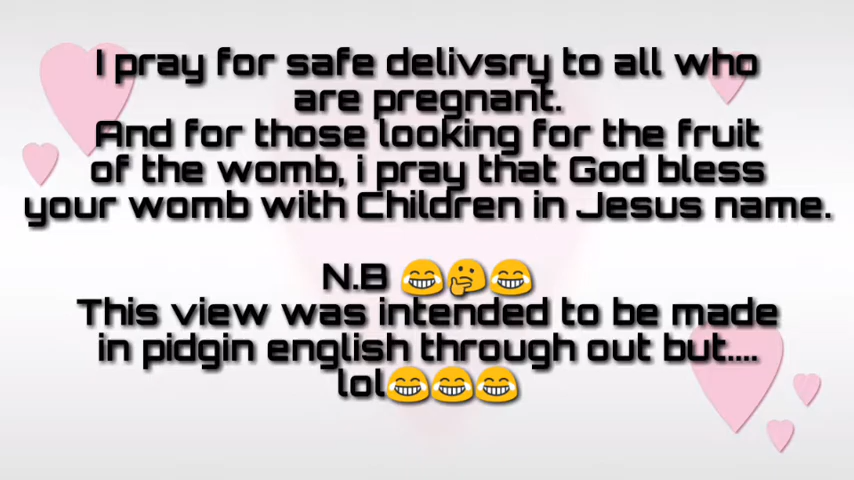 I pray for safe delivsry to all who
are pregnant.
And for those looking for the fruit
of the womb, i pray that God bless
your womb with Children in Jesus name.
N.B 😂🤔😂
This view was intended to be made
in pidgin english through out but....
lol😂😂😂